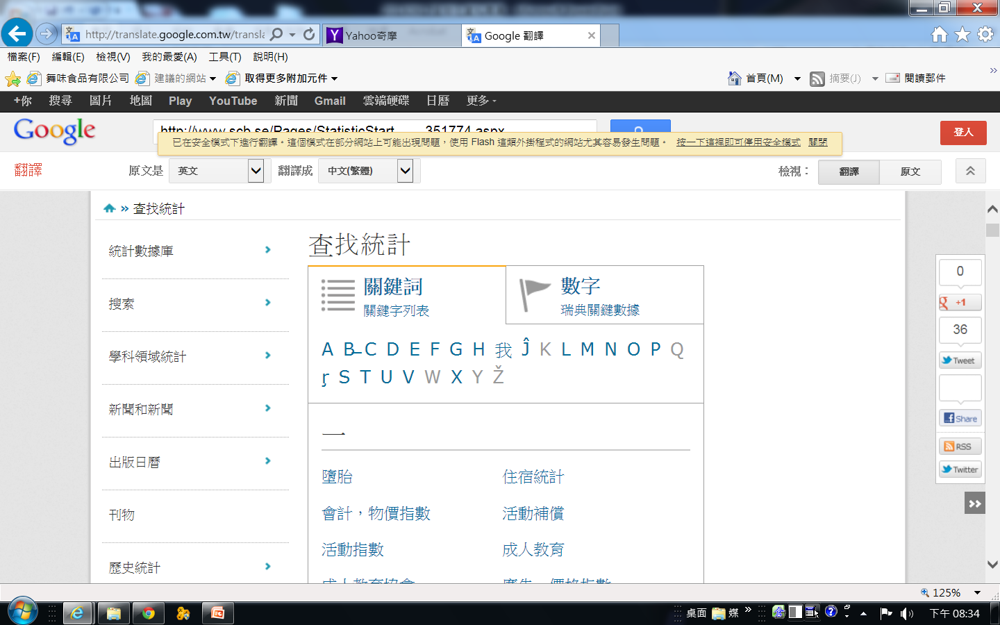 http://translate.google.com.tw/transla
Yahoo奇摩
Google 翻譯
檔案(F) 編輯(E) 檢視(V) 我的最愛(A) 工具(T) 說明(H)
舞味食品有限公司 建議的網站 取得更多附加元件 首頁(M) 摘要(J) 閱讀郵件
+你 搜尋 圖片 地圖 Play YouTube 新聞 Gmail 雲端硬碟 日曆 更多
Google
http://www.scb.se/Pages/StatisticStart 351774.aspx
登入
已在安全模式下進行翻譯。這個模式在部分網站上可能出現問題，使用 Flash 這類外掛程式的網站尤其容易發生問題。 按一下這裡即可停用安全模式 關閉
翻譯 原文是 英文 翻譯成 中文(繁體) 檢視： 翻譯 原文
» 查找統計
統計數據庫
搜索
學科領域統計
新聞和新聞
出版日曆
刊物
歷史統計
查找統計
關鍵詞
關鍵字列表
數字
瑞典關鍵數據
A B C D E F G H 我 Ĵ K L M N O P Q
ŗ S T U V W X Y Ž
一
墮胎 住宿統計
會計，物價指數 活動補償
活動指數 成人教育
成人教育協會 廣告，價格指數
0
+1
36
Tweet
Share
RSS
Twitter
125%
桌面 媒 下午 08:34